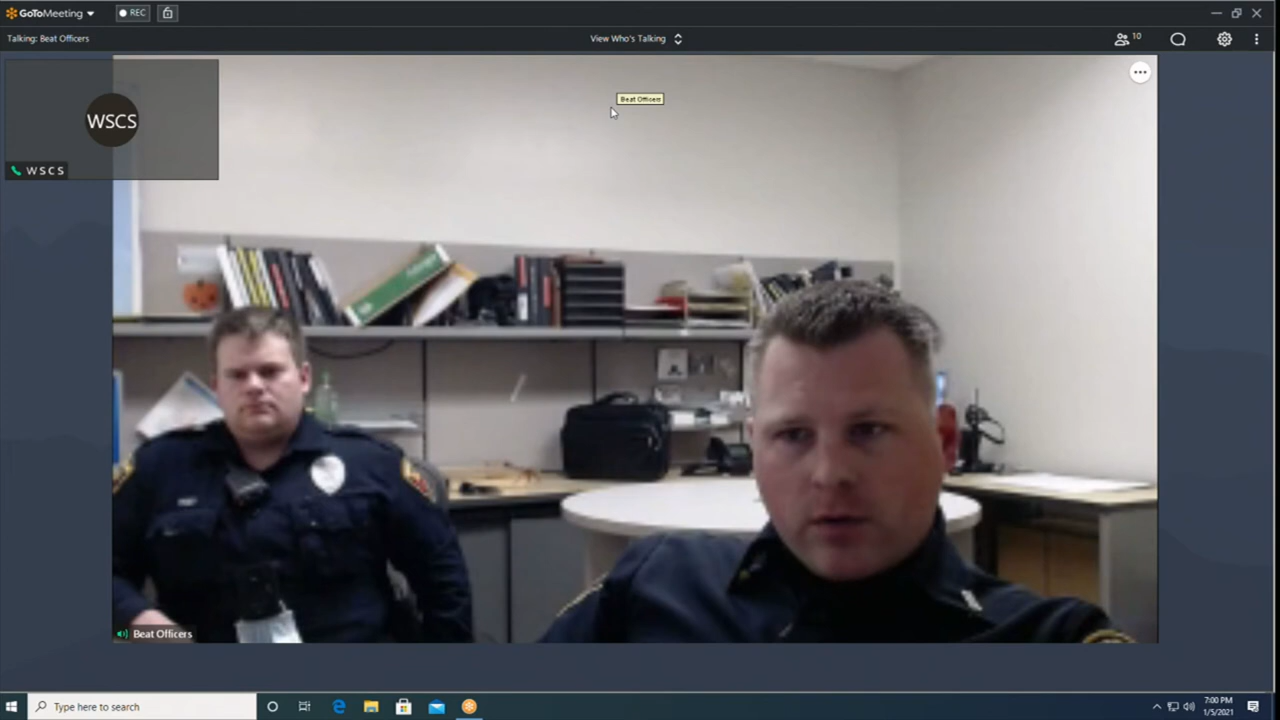 GoToMeeting
REC
Talking: Beat Officers
View Who's Talking
10
WSCS
W S C S
Beat Officers
Beat Officers
Type here to search
7:00 PM
1/5/2021